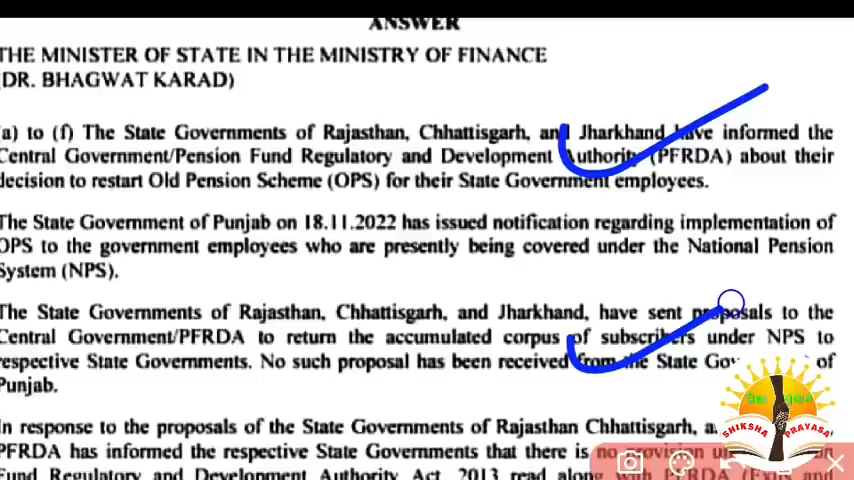 ANSWER
THE MINISTER OF STATE IN THE MINISTRY OF FINANCE
(DR. BHAGWAT KARAD)
(a) to (f) The State Governments of Rajasthan, Chhattisgarh, and Jharkhand have informed the
Central Government/Pension Fund Regulatory and Development Authority (PFRDA) about their
decision to restart Old Pension Scheme (OPS) for their State Government employees.
The State Government of Punjab on 18.11.2022 has issued notification regarding implementation of
OPS to the government employees who are presently being covered under the National Pension
System (NPS).
The State Governments of Rajasthan, Chhattisgarh, and Jharkhand, have sent proposals to the
Central Government/PFRDA to return the accumulated corpus of subscribers under NPS to
respective State Governments. No such proposal has been received from the State Gov of
Punjab.
In response to the proposals of the State Governments of Rajasthan Chhattisgarh, a
PFRDA has informed the respective State Governments that there is no provision
Fund Regulatory and Development Authority Act, 2013 read along with PFRDA (Exits and
SHIKSHA PRAYASA